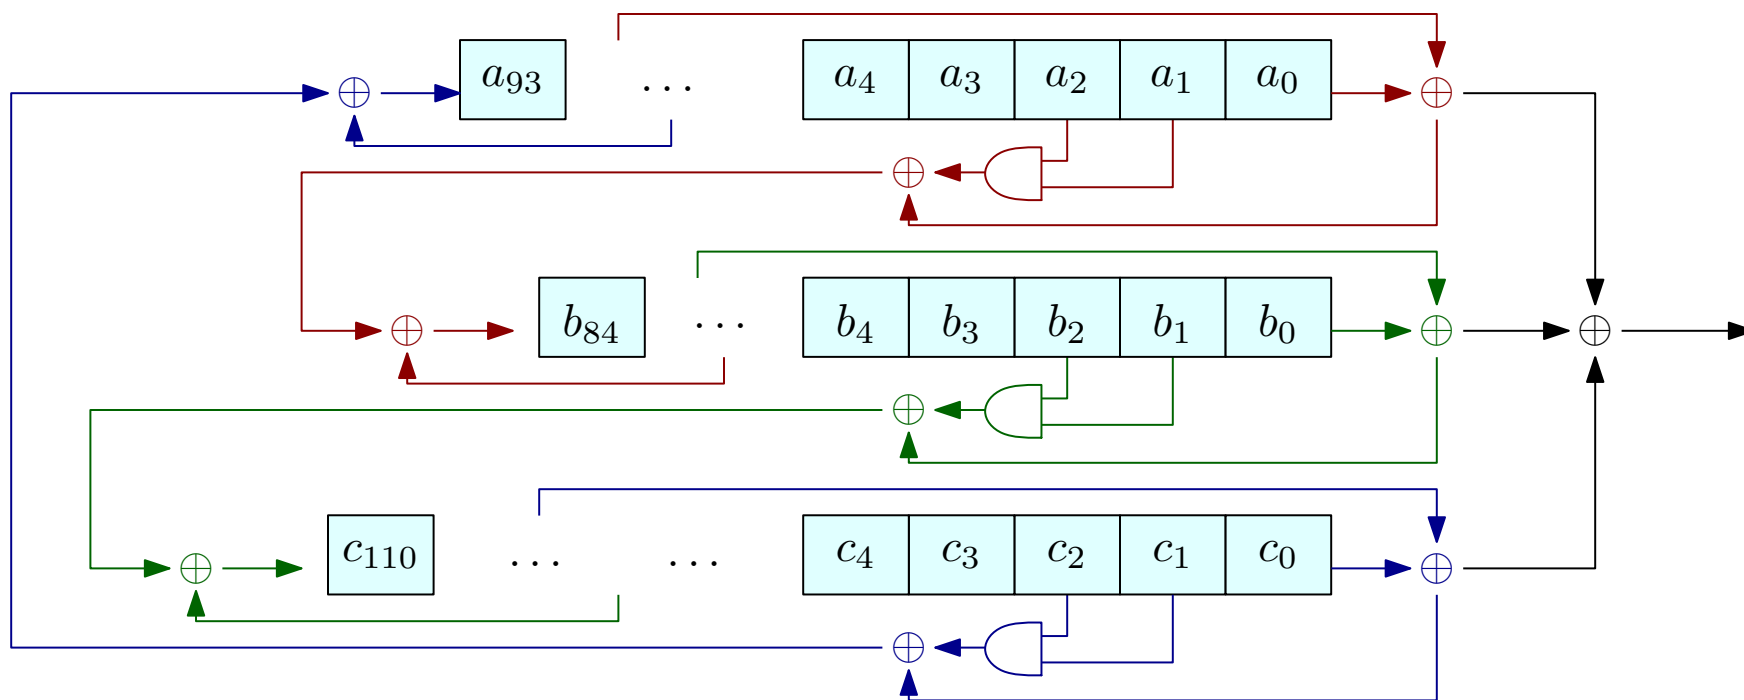 a₉₃ ... a₄ a₃ a₂ a₁ a₀
b₈₄ ... b₄ b₃ b₂ b₁ b₀
c₁₁₀ ... ... c₄ c₃ c₂ c₁ c₀